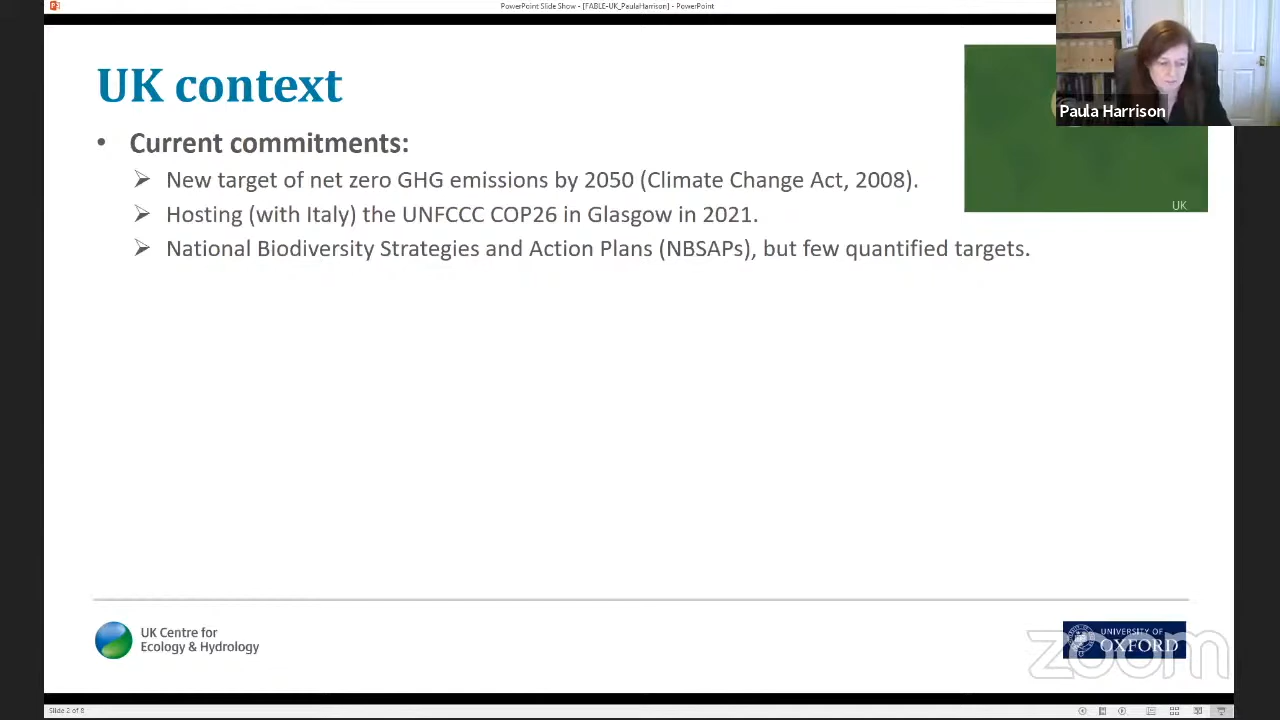 PowerPoint Slide Show - [FABLE-UK_PaulaHarrison] - PowerPoint
UK context
Paula Harrison
• Current commitments:
➢ New target of net zero GHG emissions by 2050 (Climate Change Act, 2008).
➢ Hosting (with Italy) the UNFCCC COP26 in Glasgow in 2021.
UK
➢ National Biodiversity Strategies and Action Plans (NBSAPs), but few quantified targets.
UK Centre for
Ecology & Hydrology
UNIVERSITY OF
OXFORD
zoom
Slide 2 of 8